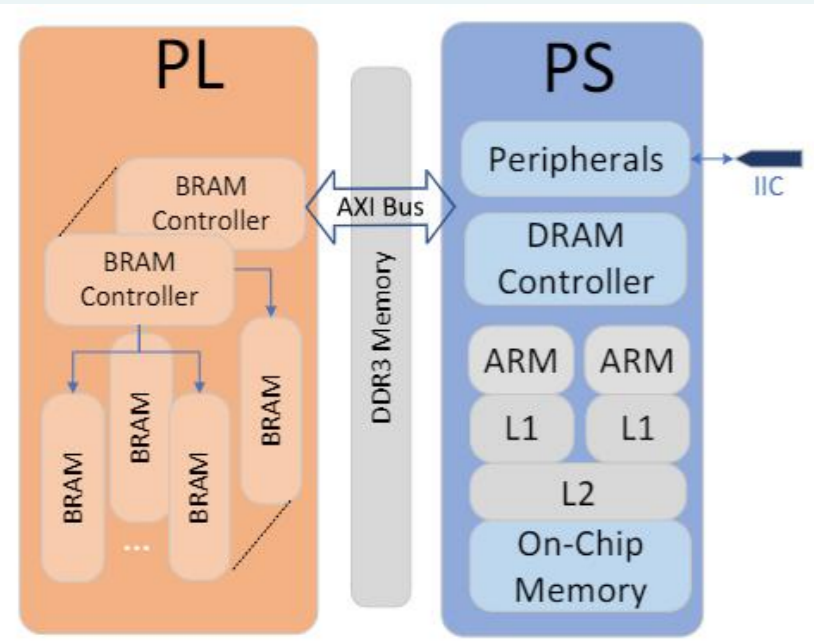 PL
BRAM
Controller
BRAM
Controller
BRAM
BRAM
BRAM
BRAM
...
AXI Bus
DDR3 Memory
PS
Peripherals
IIC
DRAM
Controller
ARM
ARM
L1
L1
L2
On-Chip
Memory